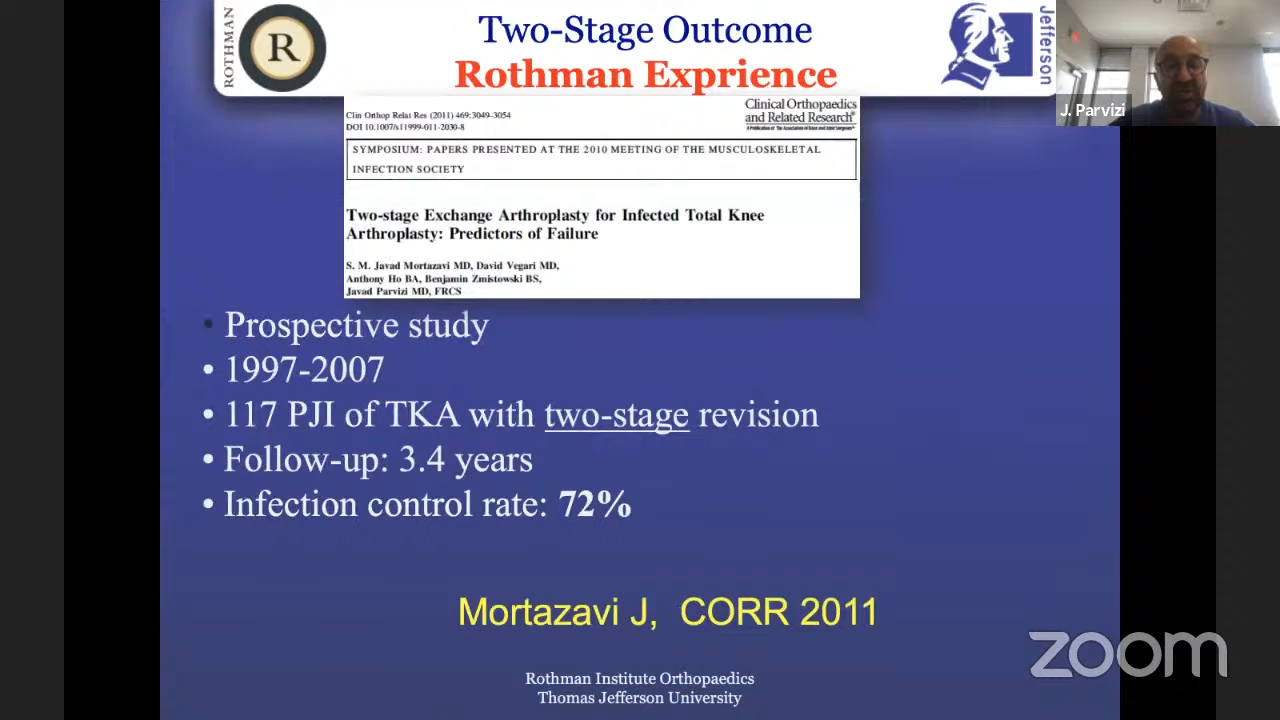 ROTHMAN
R
Two-Stage Outcome
Rothman Exprience
Jefferson
J. Parvizi
Clin Orthop Relat Res (2011) 469:3049–3054
DOI 10.1007/s11999-011-2030-8
Clinical Orthopaedics
and Related Research®
A Publication of The Association of Bone and Joint Surgeons®
SYMPOSIUM: PAPERS PRESENTED AT THE 2010 MEETING OF THE MUSCULOSKELETAL
INFECTION SOCIETY
Two-stage Exchange Arthroplasty for Infected Total Knee
Arthroplasty: Predictors of Failure
S. M. Javad Mortazavi MD, David Vegari MD,
Anthony Ho BA, Benjamin Zmistowski BS,
Javad Parvizi MD, FRCS
• Prospective study
• 1997-2007
• 117 PJI of TKA with two-stage revision
• Follow-up: 3.4 years
• Infection control rate: 72%
Mortazavi J, CORR 2011
zoom
Rothman Institute Orthopaedics
Thomas Jefferson University